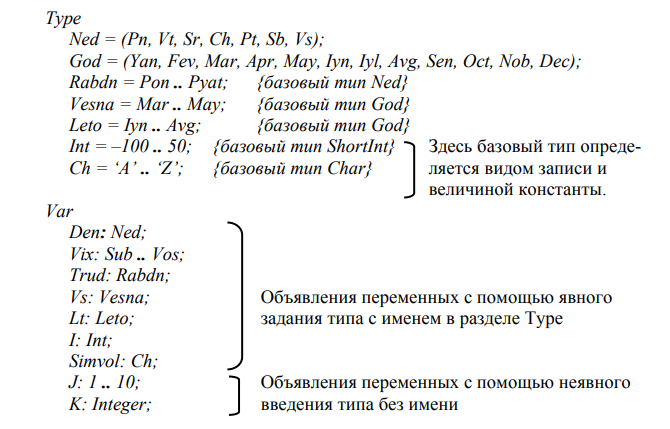 Type
Ned = (Pn, Vt, Sr, Ch, Pt, Sb, Vs);
God = (Yan, Fev, Mar, Apr, May, Iyn, Iyl, Avg, Sen, Oct, Nob, Dec);
Rabdn = Pon .. Pyat; {базовый тип Ned}
Vesna = Mar .. May; {базовый тип God}
Leto = Iyn .. Avg; {базовый тип God}
Int = –100 .. 50; {базовый тип ShortInt}
Ch = ‘A’ .. ‘Z’; {базовый тип Char}
Здесь базовый тип опреде-
ляется видом записи и
величиной константы.
Var
Den: Ned;
Vix: Sub .. Vos;
Trud: Rabdn;
Vs: Vesna;
Lt: Leto;
I: Int;
Simvol: Ch;
Объявления переменных с помощью явного
задания типа с именем в разделе Type
J: 1 .. 10;
K: Integer;
Объявления переменных с помощью неявного
введения типа без имени